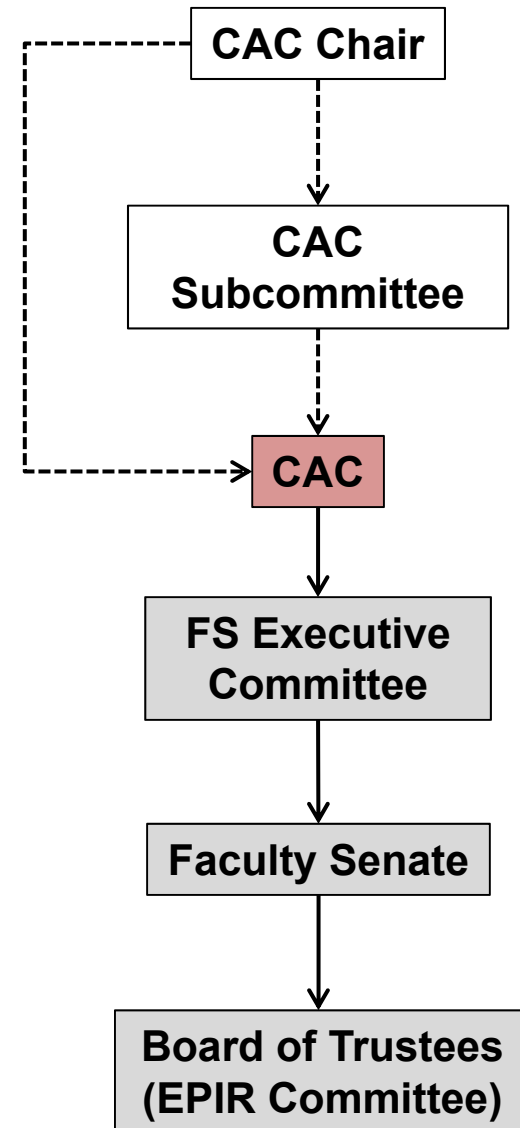 CAC Chair
CAC
Subcommittee
CAC
FS Executive
Committee
Faculty Senate
Board of Trustees
(EPIR Committee)